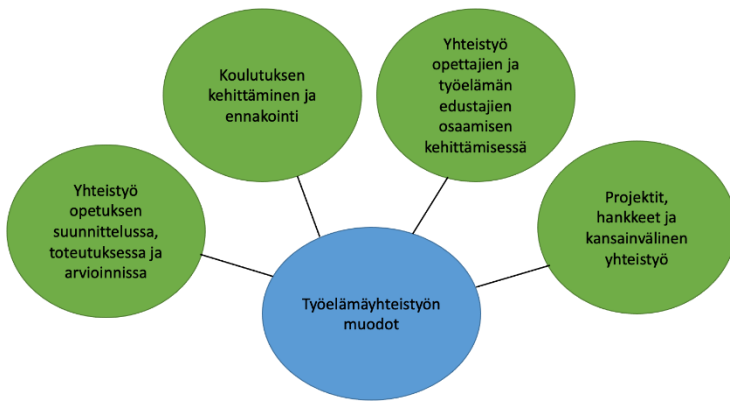 Yhteistyö
opetuksen
suunnittelussa,
toteutuksessa ja
arvioinnissa
Koulutuksen
kehittäminen ja
ennakointi
Yhteistyö
opettajien ja
työelämän
edustajien
osaamisen
kehittämisessä
Projektit,
hankkeet ja
kansainvälinen
yhteistyö
Työelämäyhteistyön
muodot